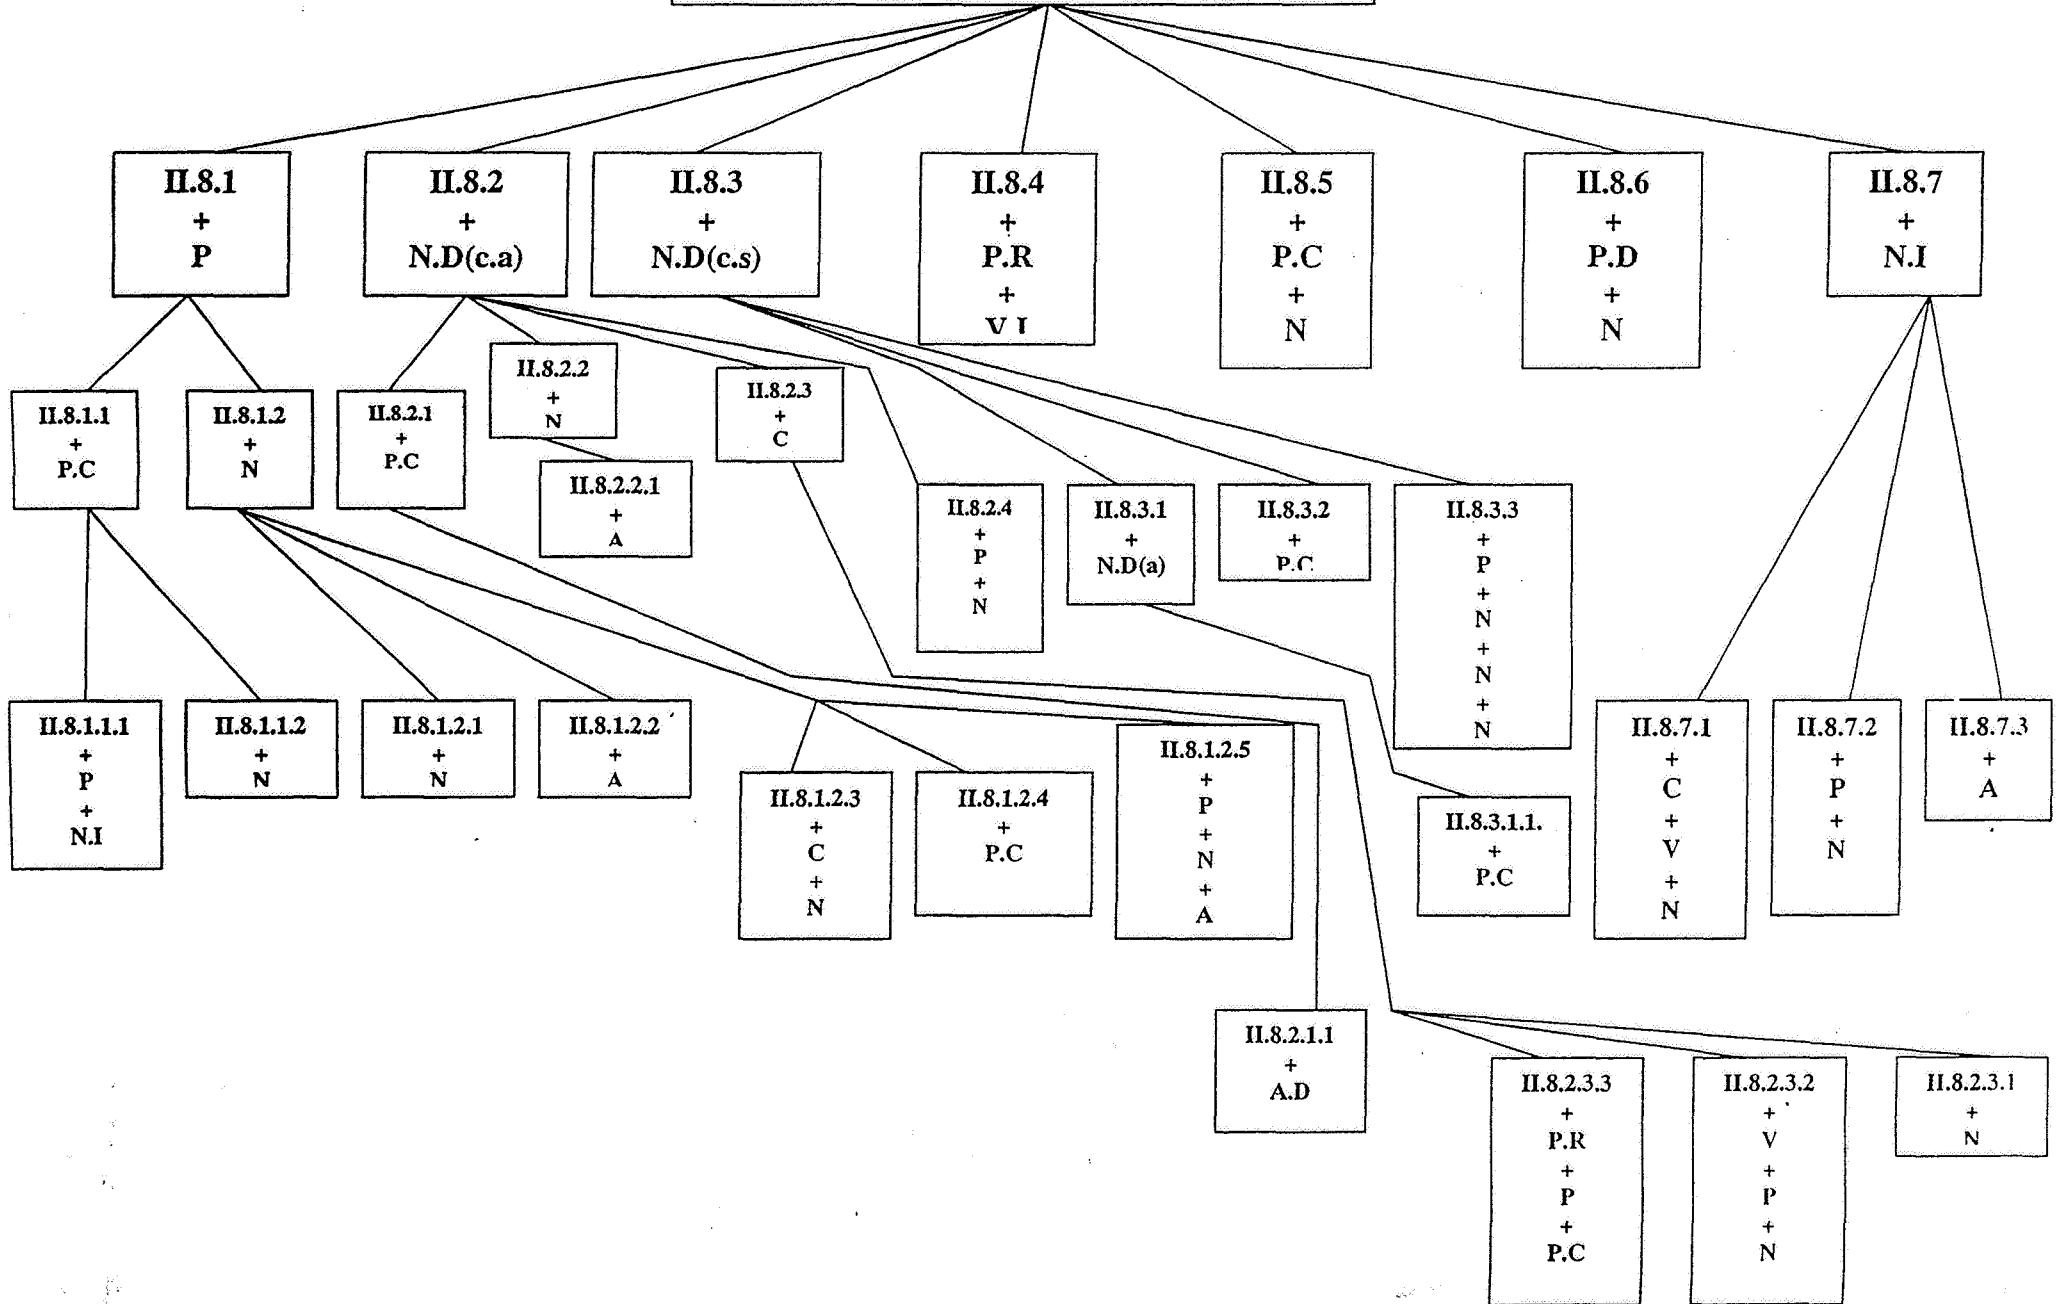 II.8.1
+
P
II.8.2
+
N.D(c.a)
II.8.3
+
N.D(c.s)
II.8.4
+
P.R
+
II.8.5
+
P.C
+
N
II.8.6
+
P.D
+
N
II.8.7
+
N.I
II.8.1.1
+
P.C
II.8.1.2
+
N
II.8.2.1
+
P.C
II.8.2.2
+
N
II.8.2.3
+
C
II.8.2.2.1
+
A
II.8.2.4
+
P
+
N
II.8.3.1
+
N.D(a)
II.8.3.2
+
P.C
II.8.3.3
+
P
+
N
+
N
+
N
II.8.1.1.1
+
P
+
N.I
II.8.1.1.2
+
N
II.8.1.2.1
+
N
II.8.1.2.2
+
A
II.8.1.2.3
+
C
+
N
II.8.1.2.4
+
P.C
II.8.1.2.5
+
P
+
N
+
A
II.8.3.1.1.
+
P.C
II.8.7.1
+
C
+
V
+
N
II.8.7.2
+
P
+
N
II.8.7.3
+
A
II.8.2.1.1
+
A.D
II.8.2.3.3
+
P.R
+
P
+
P.C
II.8.2.3.2
+
V
+
P
+
N
II.8.2.3.1
+
N